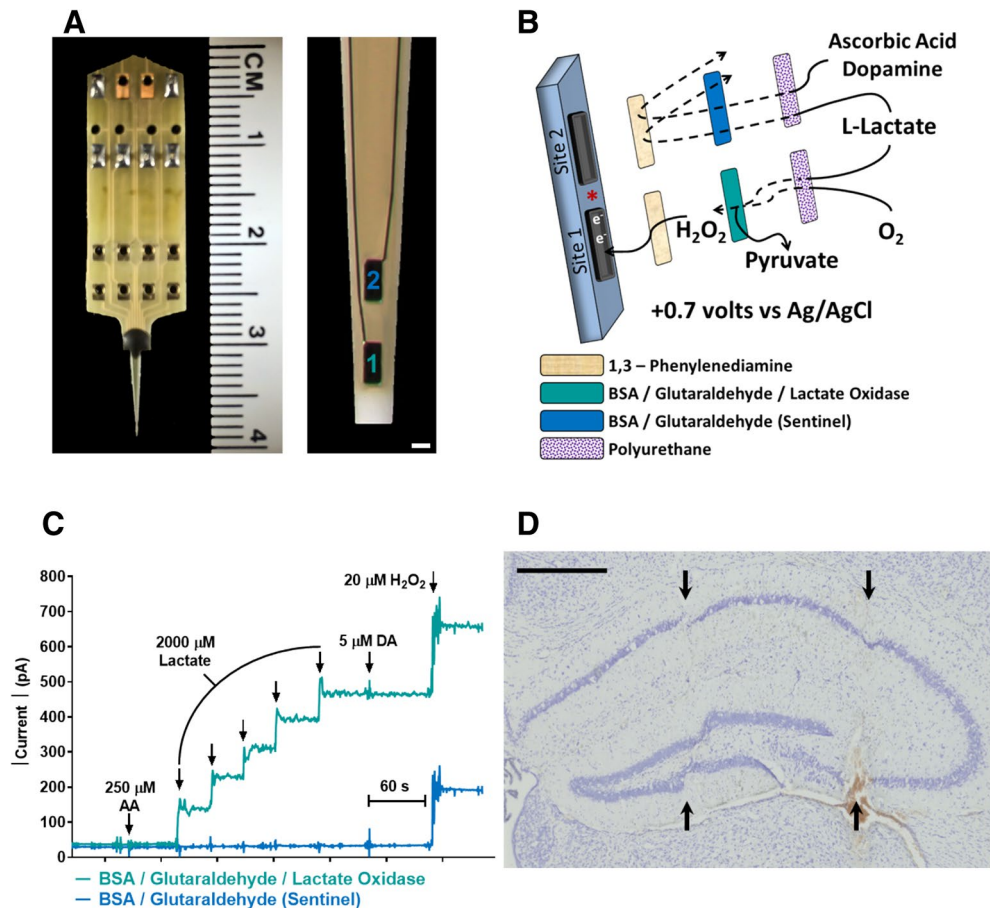 A
CM
1
2
3
4
2
1
B
Ascorbic Acid
Dopamine
L-Lactate
Site 2
*
Site 1
e-
e-
H₂O₂
O₂
Pyruvate
+0.7 volts vs Ag/AgCl
1,3 – Phenylenediamine
BSA / Glutaraldehyde / Lactate Oxidase
BSA / Glutaraldehyde (Sentinel)
Polyurethane
C
|Current| (pA)
800
700
600
500
400
300
200
100
0
250 µM
AA
2000 µM
Lactate
5 µM DA
20 µM H₂O₂
60 s
BSA / Glutaraldehyde / Lactate Oxidase
BSA / Glutaraldehyde (Sentinel)
D